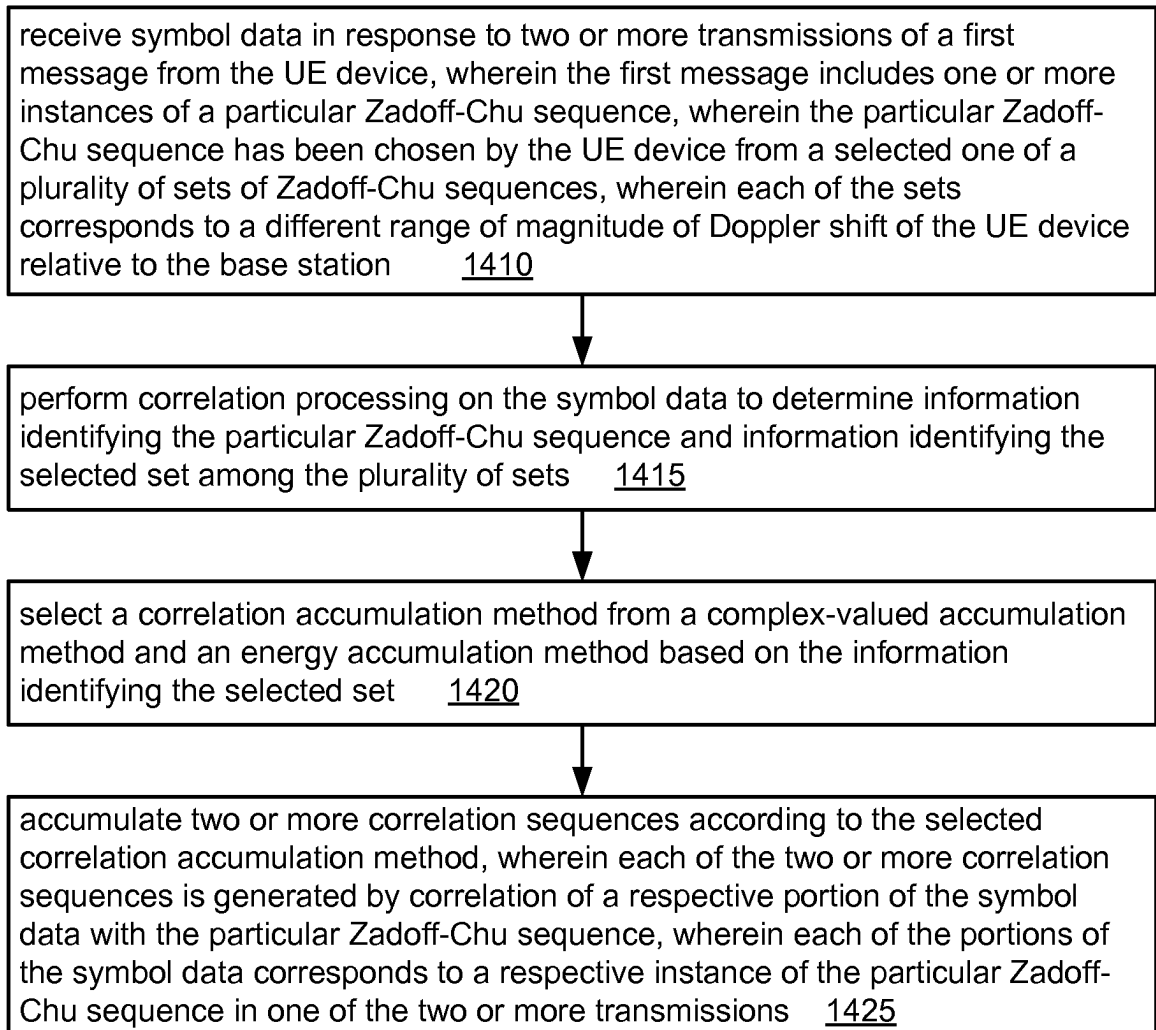 receive symbol data in response to two or more transmissions of a first
message from the UE device, wherein the first message includes one or more
instances of a particular Zadoff-Chu sequence, wherein the particular Zadoff-
Chu sequence has been chosen by the UE device from a selected one of a
plurality of sets of Zadoff-Chu sequences, wherein each of the sets
corresponds to a different range of magnitude of Doppler shift of the UE device
relative to the base station 1410
perform correlation processing on the symbol data to determine information
identifying the particular Zadoff-Chu sequence and information identifying the
selected set among the plurality of sets 1415
select a correlation accumulation method from a complex-valued accumulation
method and an energy accumulation method based on the information
identifying the selected set 1420
accumulate two or more correlation sequences according to the selected
correlation accumulation method, wherein each of the two or more correlation
sequences is generated by correlation of a respective portion of the symbol
data with the particular Zadoff-Chu sequence, wherein each of the portions of
the symbol data corresponds to a respective instance of the particular Zadoff-
Chu sequence in one of the two or more transmissions 1425